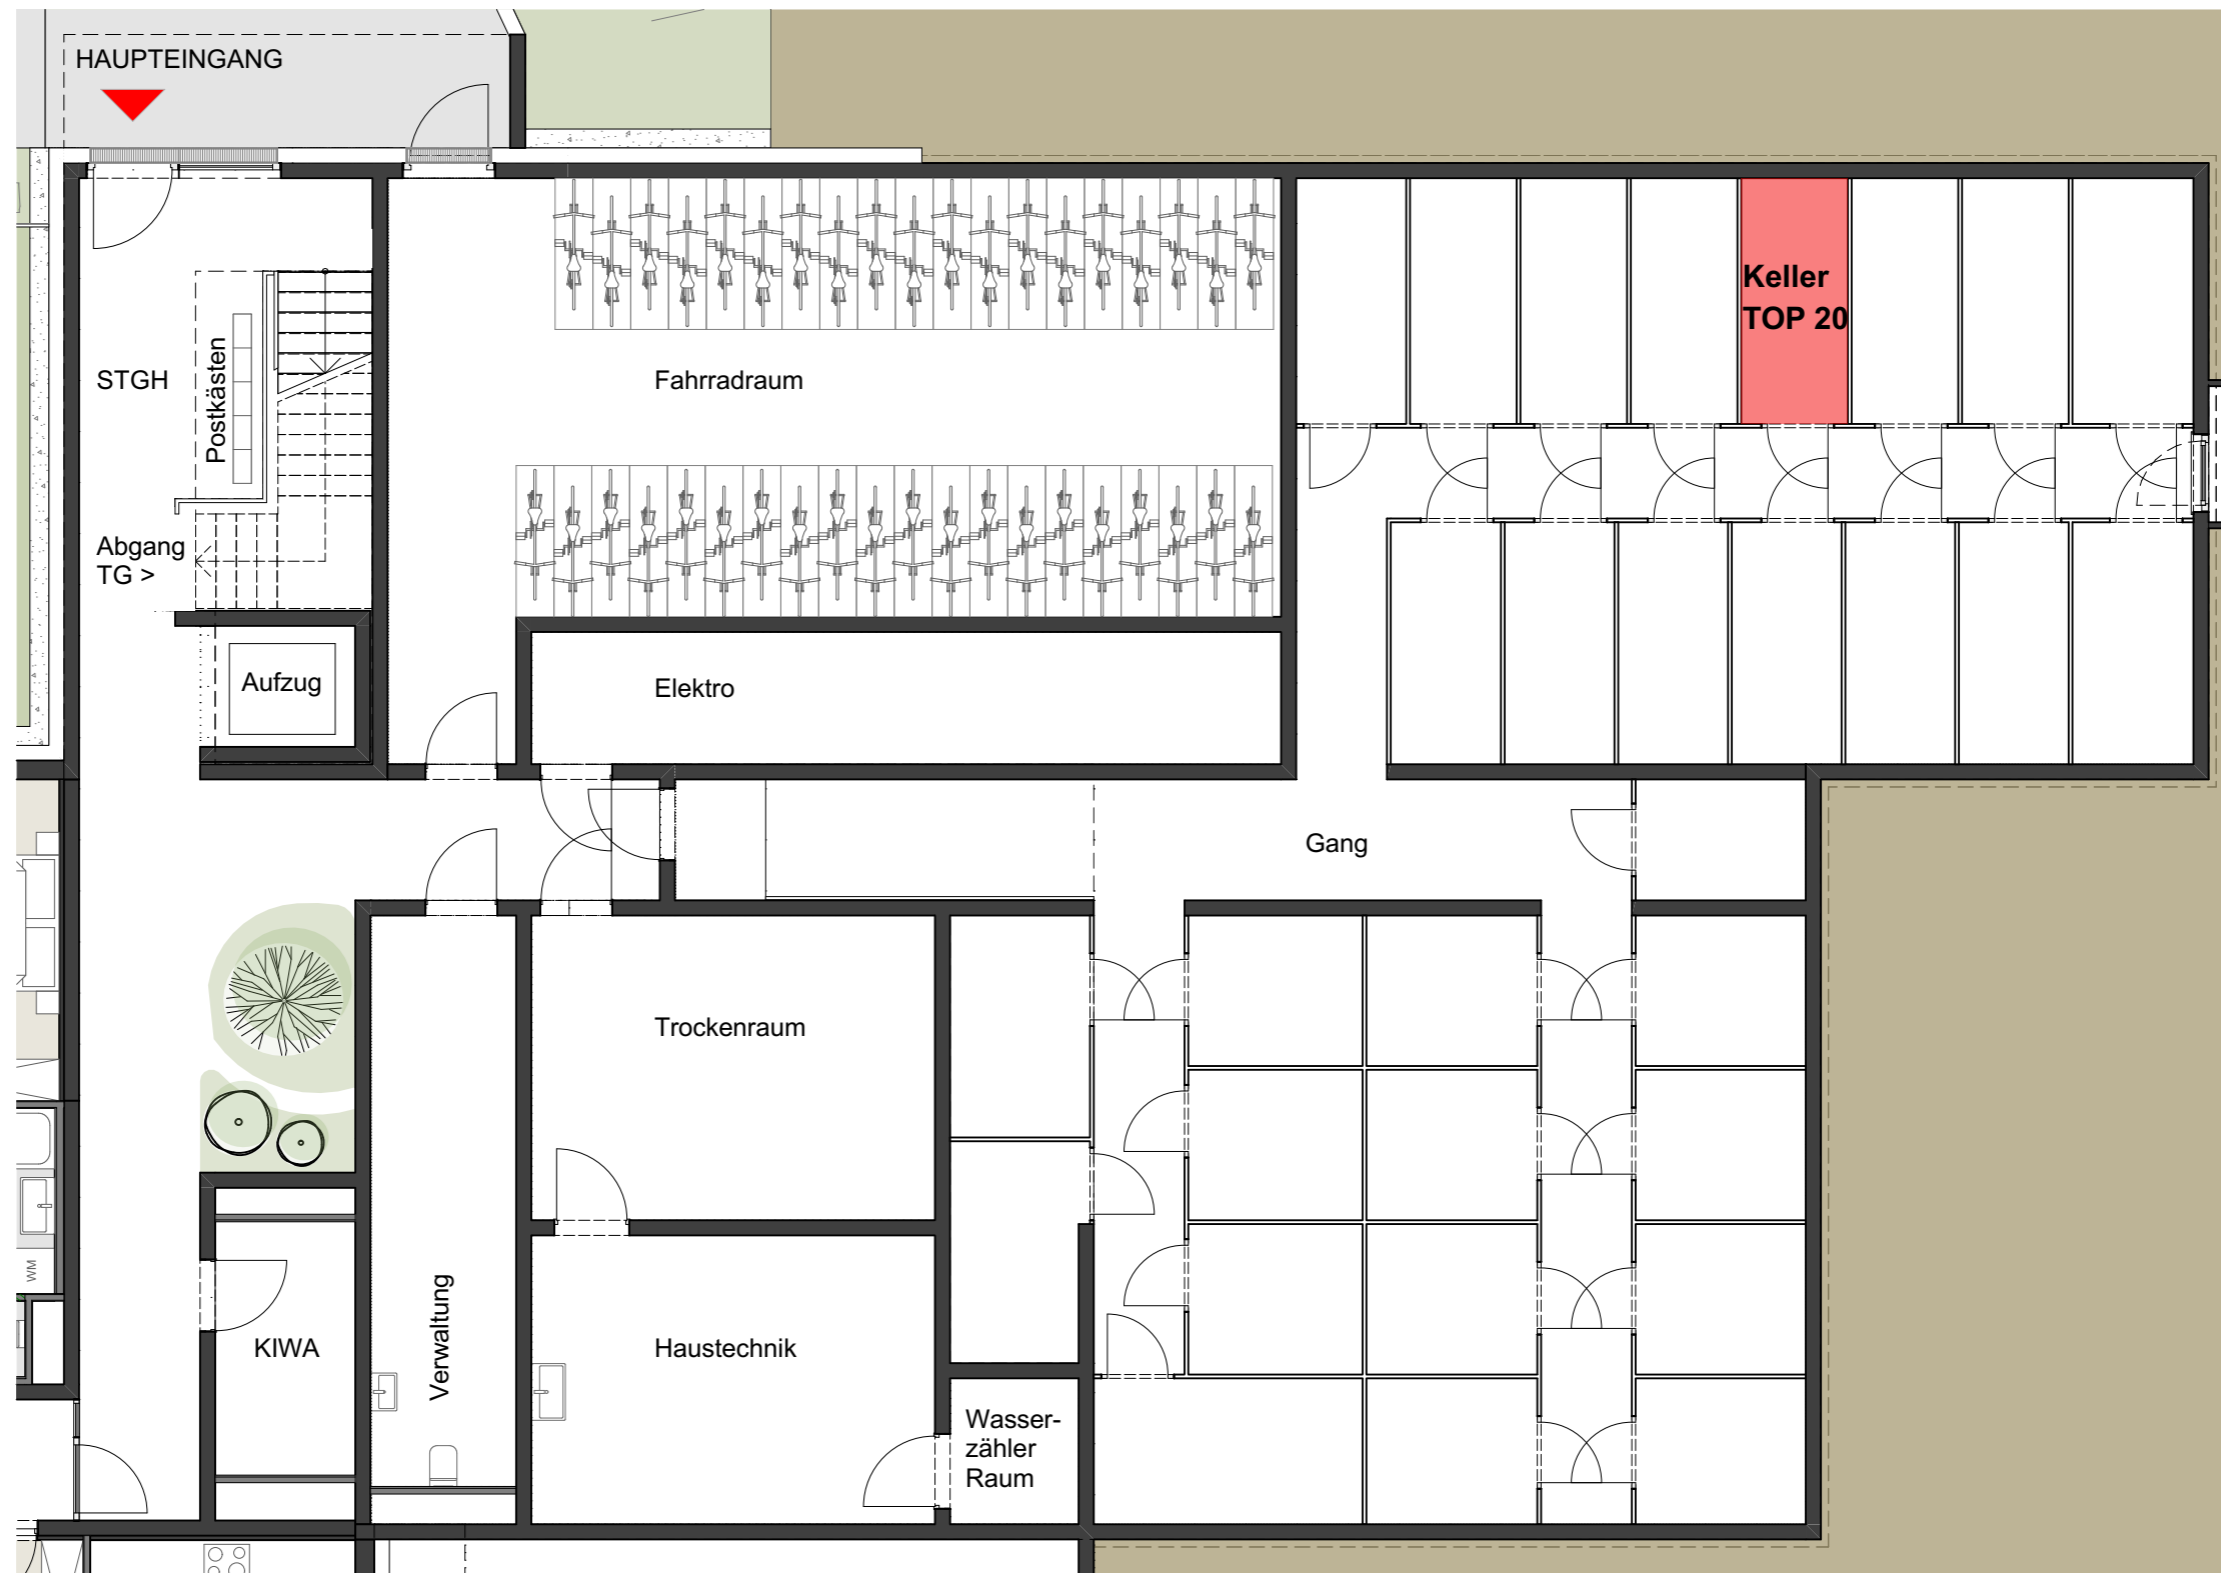 HAUPTEINGANG
Keller
TOP 20
STGH
Postkästen
Fahrradraum
Abgang
TG >
Aufzug
Elektro
Gang
Trockenraum
WM
Verwaltung
KIWA
Haustechnik
Wasser-
zähler
Raum